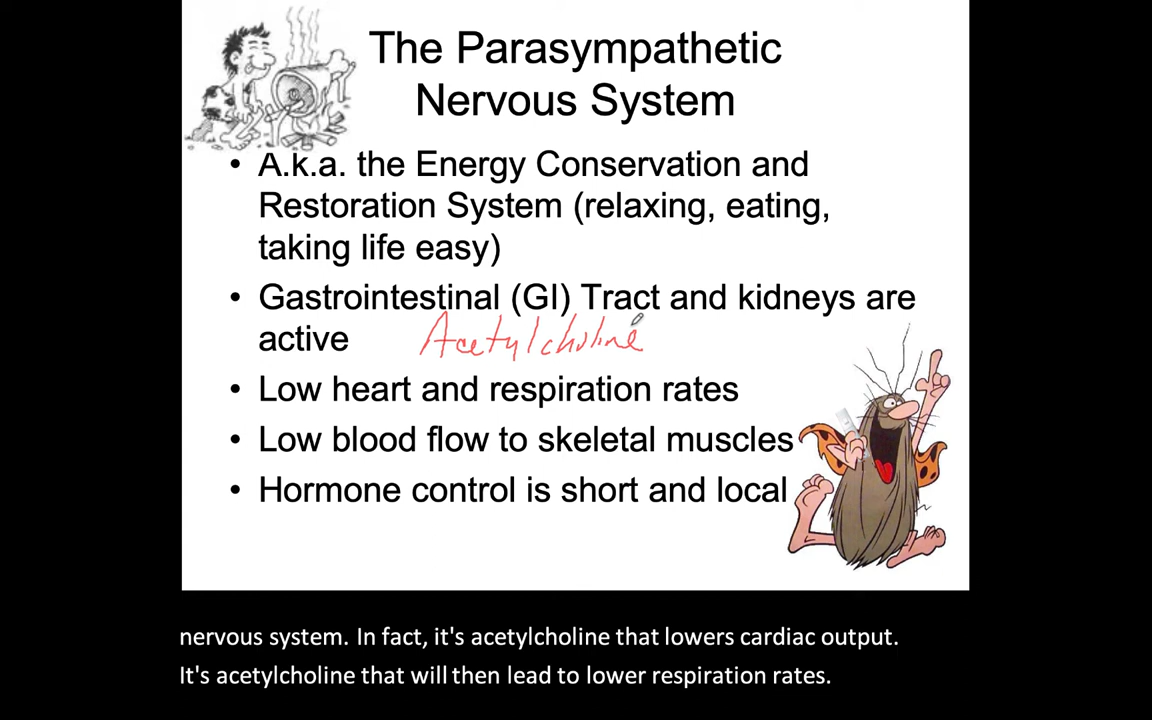 The Parasympathetic
Nervous System
• A.k.a. the Energy Conservation and
Restoration System (relaxing, eating,
taking life easy)
• Gastrointestinal (GI) Tract and kidneys are
active
Acetylcholine
• Low heart and respiration rates
• Low blood flow to skeletal muscles
• Hormone control is short and local
nervous system. In fact, it's acetylcholine that lowers cardiac output.
It's acetylcholine that will then lead to lower respiration rates.